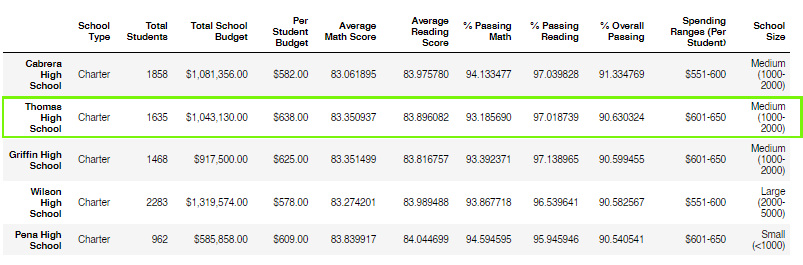 School Type Total Students Total School Budget Per Student Budget Average Math Score Average Reading Score % Passing Math % Passing Reading % Overall Passing Spending Ranges (Per Student) School Size
Cabrera High School Charter 1858 $1,081,356.00 $582.00 83.061895 83.975780 94.133477 97.039828 91.334769 $551-600 Medium (1000-2000)
Thomas High School Charter 1635 $1,043,130.00 $638.00 83.350937 83.896082 93.185690 97.018739 90.630324 $601-650 Medium (1000-2000)
Griffin High School Charter 1468 $917,500.00 $625.00 83.351499 83.816757 93.392371 97.138965 90.599455 $601-650 Medium (1000-2000)
Wilson High School Charter 2283 $1,319,574.00 $578.00 83.274201 83.989488 93.867718 96.539641 90.582567 $551-600 Large (2000-5000)
Pena High School Charter 962 $585,858.00 $609.00 83.839917 84.044699 94.594595 95.945946 90.540541 $601-650 Small (<1000)